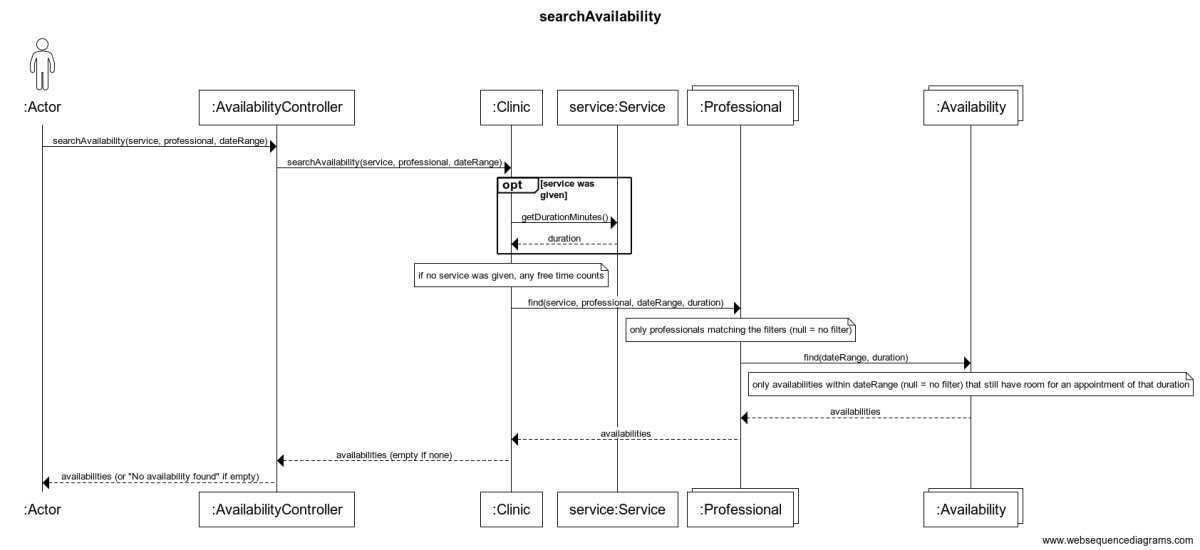 searchAvailability
:Actor
:AvailabilityController
:Clinic
service:Service
:Professional
:Availability
searchAvailability(service, professional, dateRange)
searchAvailability(service, professional, dateRange)
opt
[service was
given]
getDurationMinutes()
duration
if no service was given, any free time counts
find(service, professional, dateRange, duration)
only professionals matching the filters (null = no filter)
find(dateRange, duration)
only availabilities within dateRange (null = no filter) that still have room for an appointment of that duration
availabilities
availabilities
availabilities (empty if none)
availabilities (or "No availability found" if empty)
:Actor
:AvailabilityController
:Clinic
service:Service
:Professional
:Availability
www.websequencediagrams.com